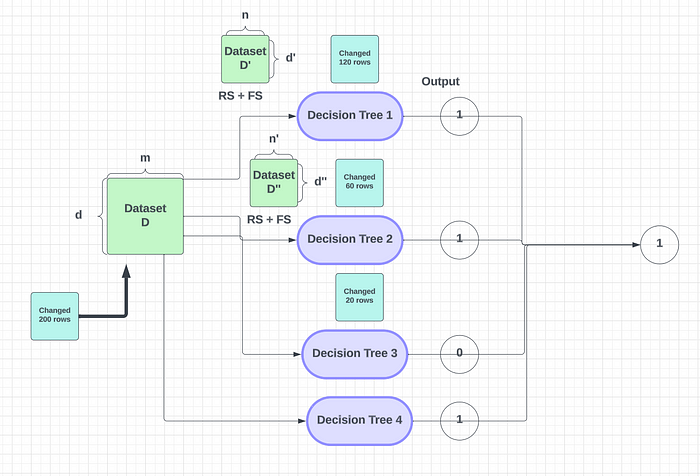 n
Dataset
D'
d'
Changed
120 rows
RS + FS
Output
Decision Tree 1
1
n'
m
Dataset
D''
d''
Changed
60 rows
d
Dataset
D
RS + FS
Decision Tree 2
1
1
Changed
20 rows
Changed
200 rows
Decision Tree 3
0
Decision Tree 4
1